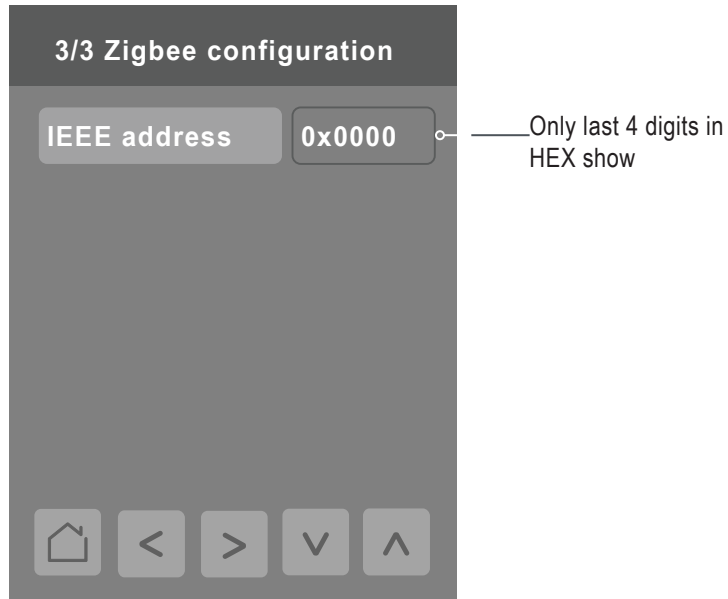 3/3 Zigbee configuration
IEEE address
0x0000
Only last 4 digits in
HEX show